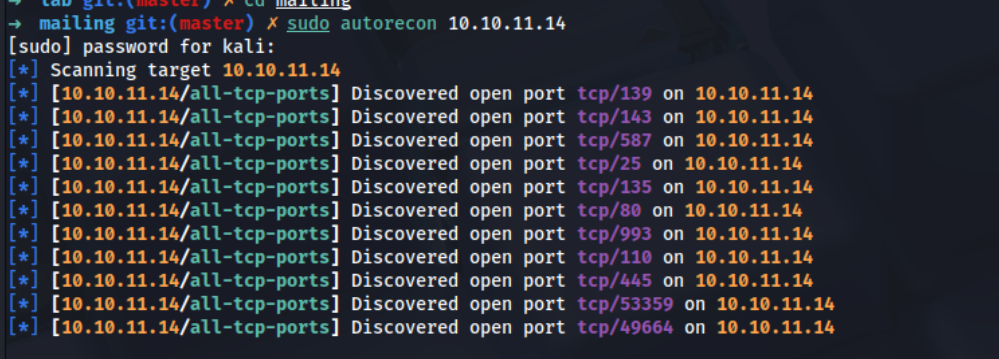 → lab git:(master) ✗ cd mailing
→ mailing git:(master) ✗ sudo autorecon 10.10.11.14
[sudo] password for kali:
[*] Scanning target 10.10.11.14
[*] [10.10.11.14/all-tcp-ports] Discovered open port tcp/139 on 10.10.11.14
[*] [10.10.11.14/all-tcp-ports] Discovered open port tcp/143 on 10.10.11.14
[*] [10.10.11.14/all-tcp-ports] Discovered open port tcp/587 on 10.10.11.14
[*] [10.10.11.14/all-tcp-ports] Discovered open port tcp/25 on 10.10.11.14
[*] [10.10.11.14/all-tcp-ports] Discovered open port tcp/135 on 10.10.11.14
[*] [10.10.11.14/all-tcp-ports] Discovered open port tcp/80 on 10.10.11.14
[*] [10.10.11.14/all-tcp-ports] Discovered open port tcp/993 on 10.10.11.14
[*] [10.10.11.14/all-tcp-ports] Discovered open port tcp/110 on 10.10.11.14
[*] [10.10.11.14/all-tcp-ports] Discovered open port tcp/445 on 10.10.11.14
[*] [10.10.11.14/all-tcp-ports] Discovered open port tcp/53359 on 10.10.11.14
[*] [10.10.11.14/all-tcp-ports] Discovered open port tcp/49664 on 10.10.11.14